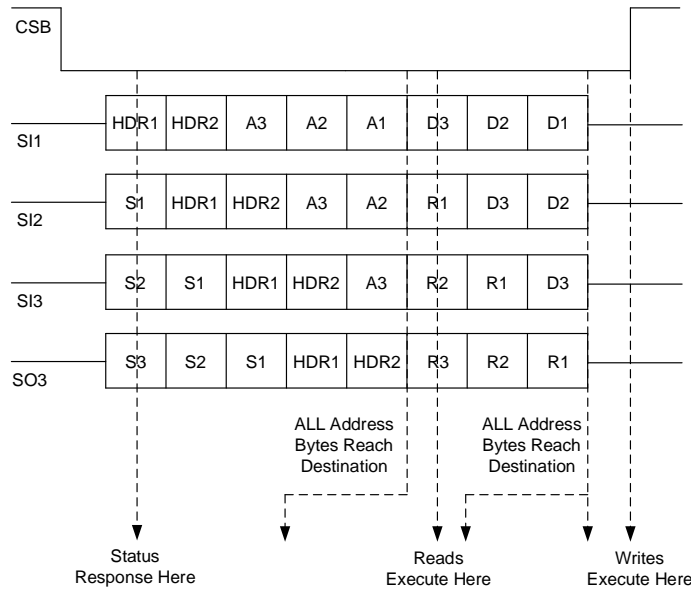 CSB
HDR1 HDR2 A3 A2 A1 D3 D2 D1
SI1
S1 HDR1 HDR2 A3 A2 R1 D3 D2
SI2
S2 S1 HDR1 HDR2 A3 R2 R1 D3
SI3
S3 S2 S1 HDR1 HDR2 R3 R2 R1
SO3
ALL Address
Bytes Reach
Destination
ALL Address
Bytes Reach
Destination
Status
Response Here
Reads
Execute Here
Writes
Execute Here